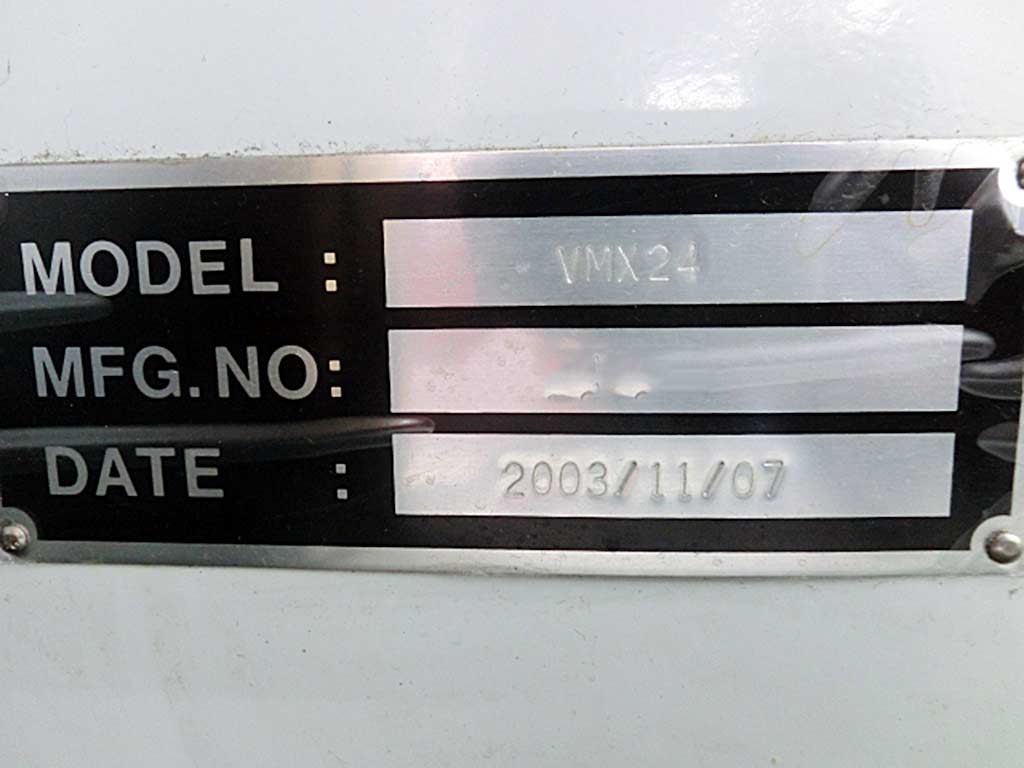 MODEL : VMX24
MFG.NO:
DATE : 2003/11/07